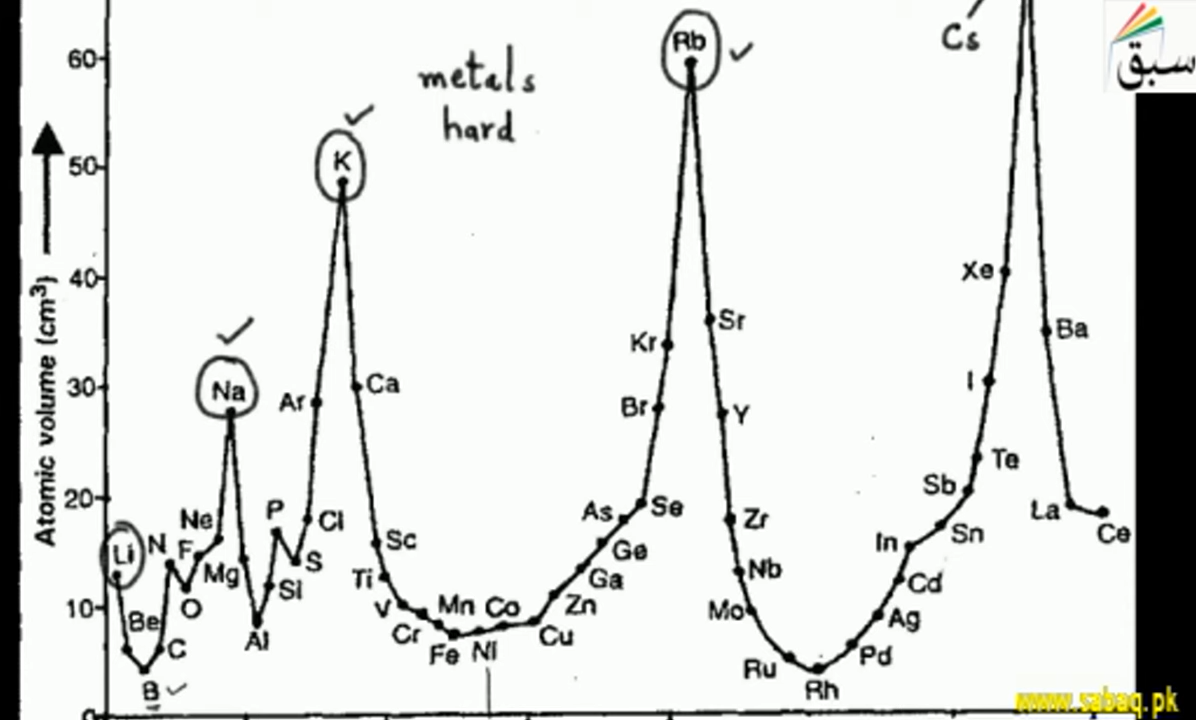 60
Rb
metals
Cs
سبق
hard
K
50
40
Xe
Kr
Sr
Ba
Atomic volume (cm³)
30
Na
Ar
Ca
Br
Y
I
20
Ne
P
Cl
As
Se
Zr
Sb
Te
La
Ce
Li
N
F
Mg
S
Sc
Ge
Sn
In
Si
Ti
Ga
Nb
Cd
10
Be
O
V
Mn
Co
Zn
Mo
Ag
C
Al
Cr
Fe
Ni
Cu
Ru
Pd
B
Rh
0
www.sabaq.pk